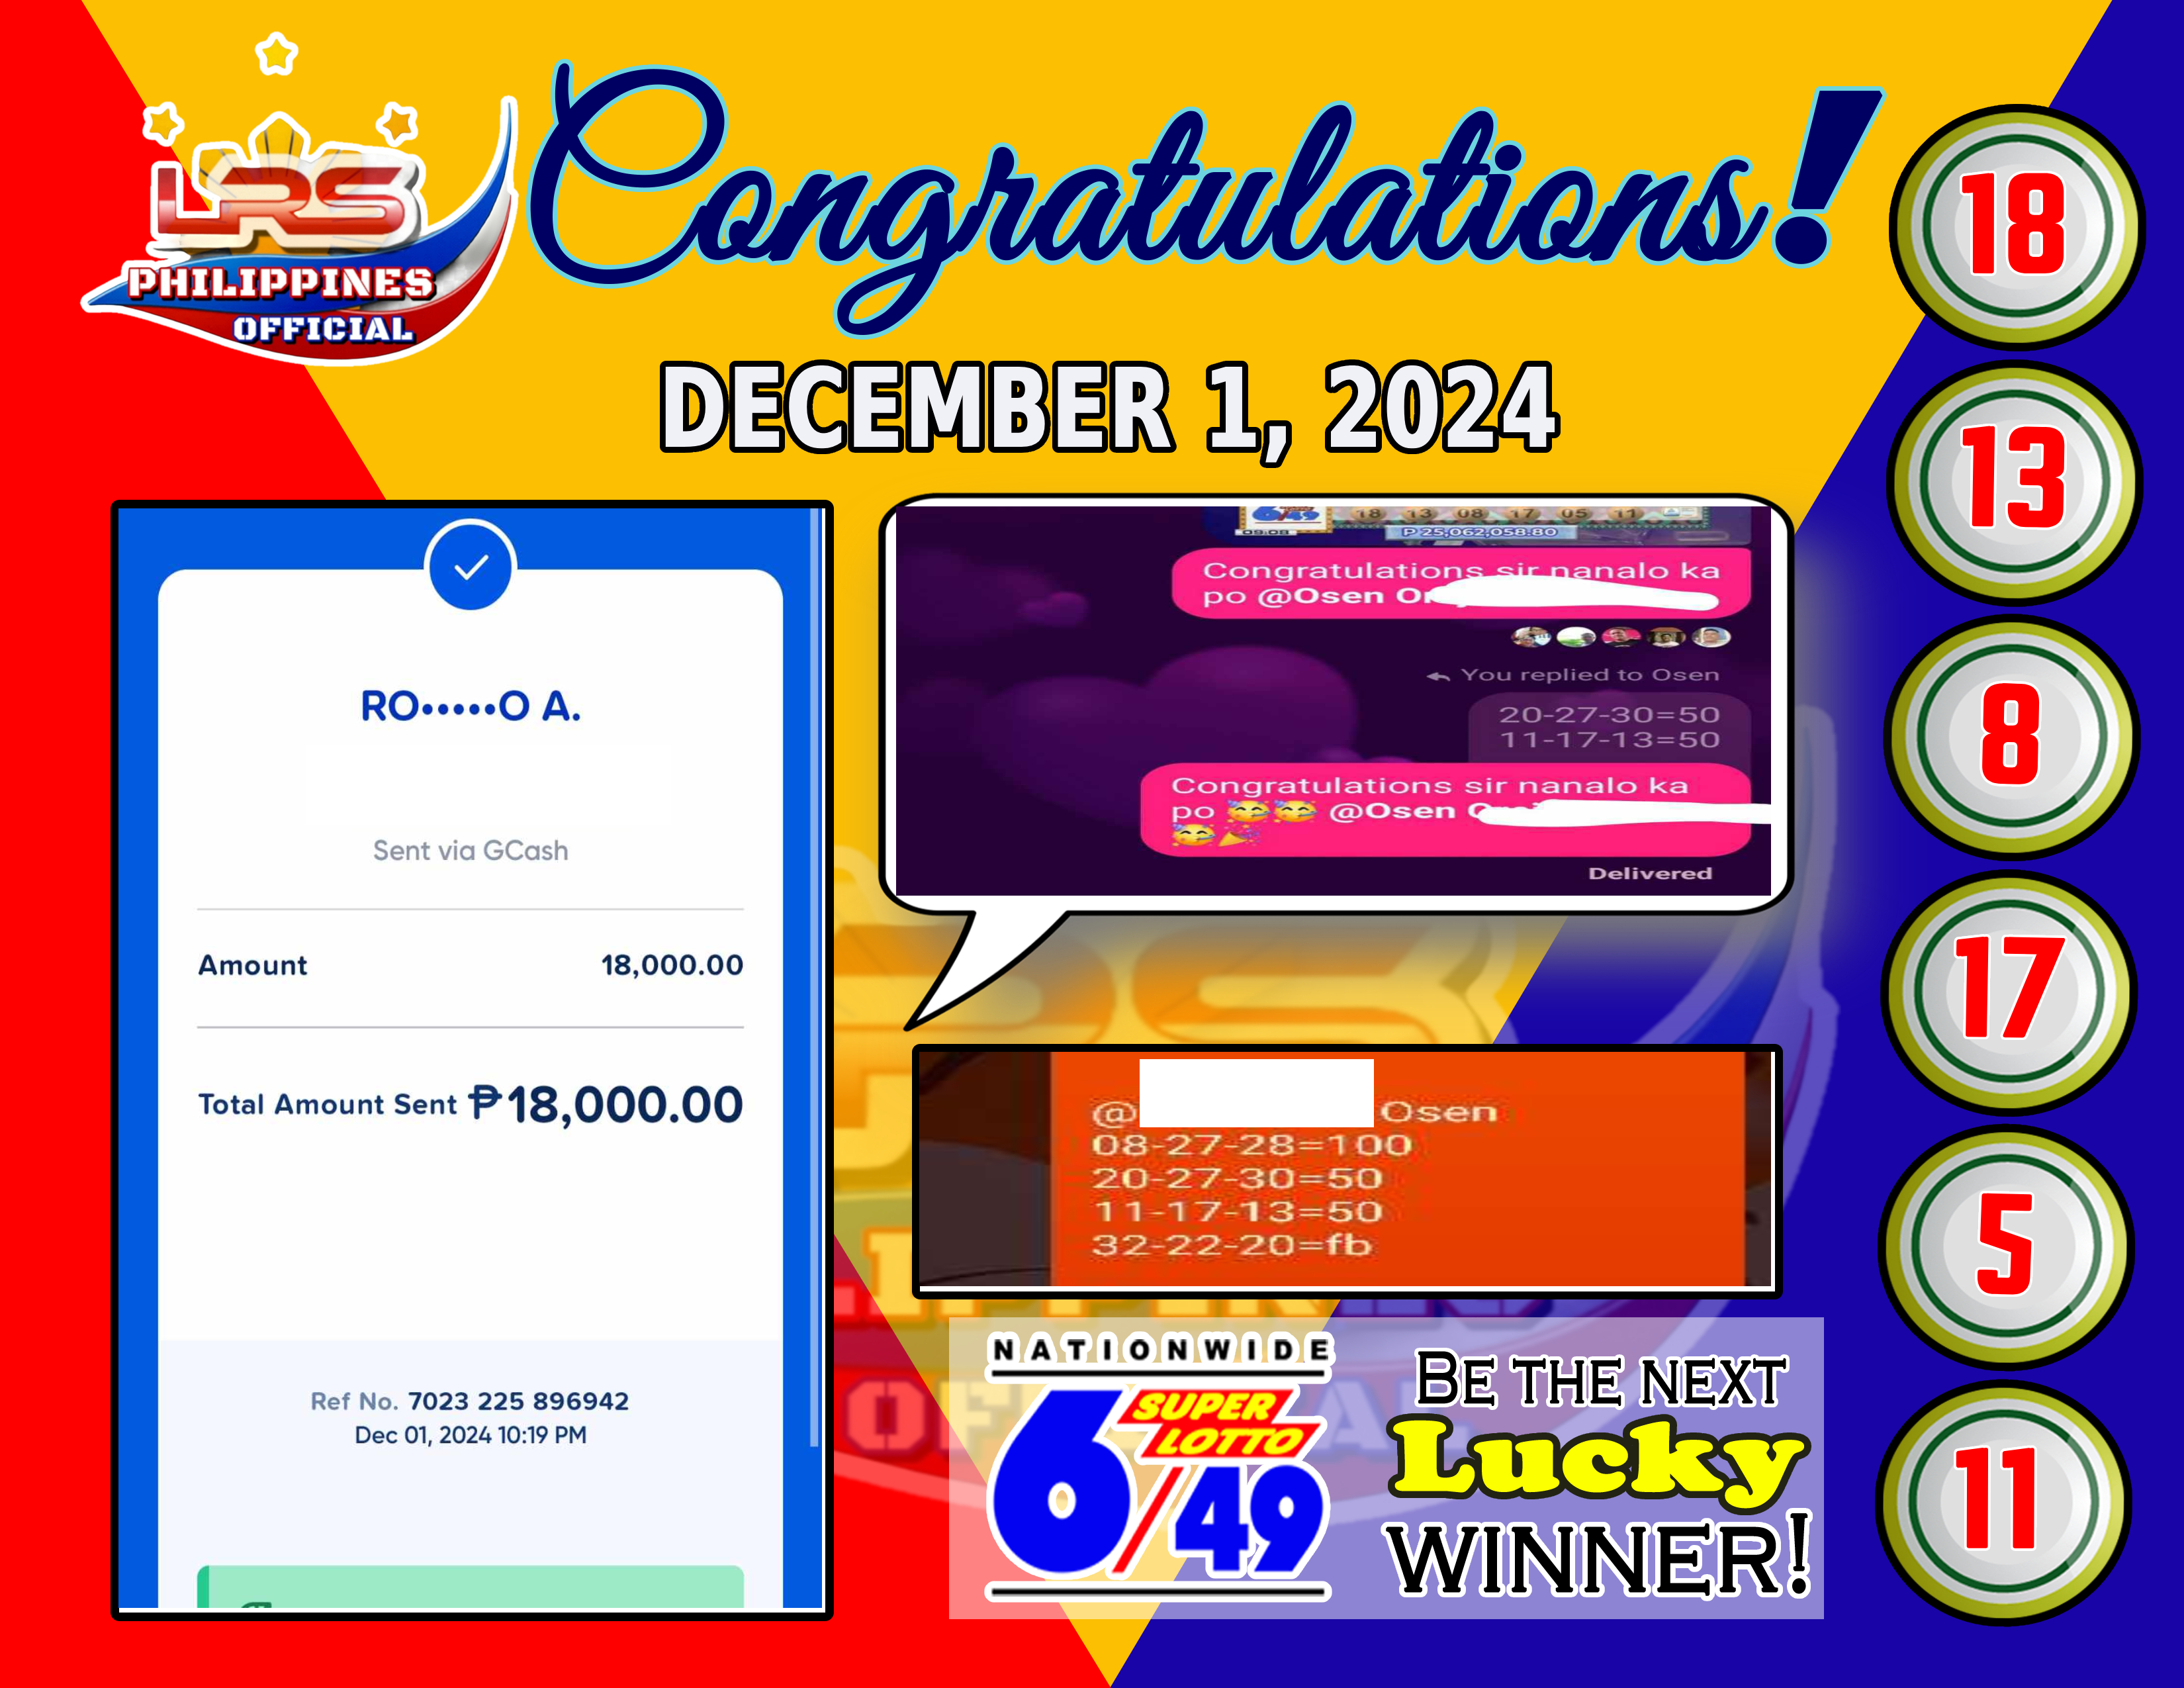 LRS
PHILIPPINES
OFFICIAL
Congratulations!
DECEMBER 1, 2024
RO•••••O A.
Sent via GCash
Amount 18,000.00
Total Amount Sent ₱18,000.00
Ref No. 7023 225 896942
Dec 01, 2024 10:19 PM
6/49 18 13 08 17 05 11
09:08
₱ 25,062,058.80
Congratulations sir nanalo ka
po @Osen
You replied to Osen
20-27-30=50
11-17-13=50
Congratulations sir nanalo ka
po 🥳🥳 @Osen
🥳🎉
Delivered
@ Osen
08-27-28=100
20-27-30=50
11-17-13=50
32-22-20=fb
NATIONWIDE
SUPER
LOTTO
6/49
BE THE NEXT
Lucky
WINNER!
18
13
8
17
5
11